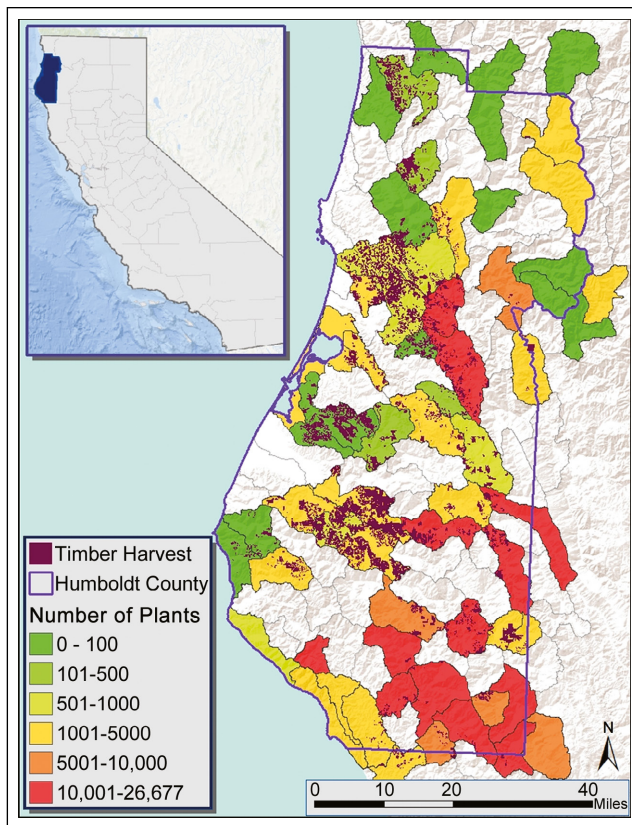 Timber Harvest
Humboldt County
Number of Plants
0 - 100
101-500
501-1000
1001-5000
5001-10,000
10,001-26,677
N
0 10 20 40
Miles